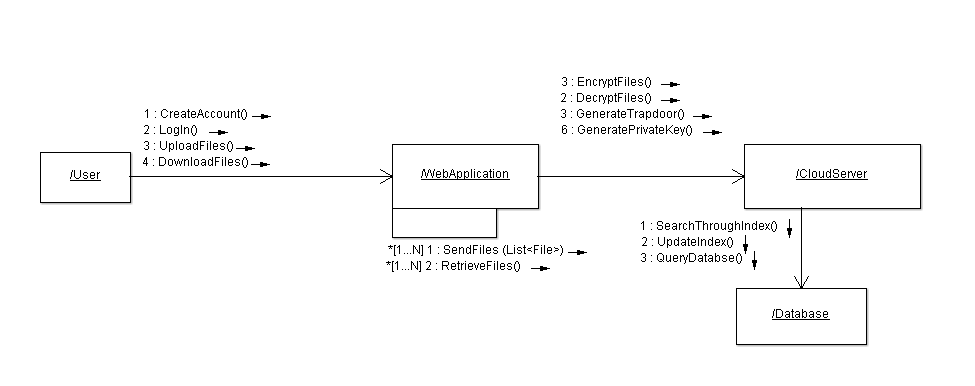 3 : EncryptFiles()
2 : DecryptFiles()
3 : GenerateTrapdoor()
6 : GeneratePrivateKey()
1 : CreateAccount()
2 : LogIn()
3 : UploadFiles()
4 : DownloadFiles()
/User
/WebApplication
/CloudServer
*[1...N] 1 : SendFiles (List<File>)
*[1...N] 2 : RetrieveFiles()
1 : SearchThroughIndex()
2 : UpdateIndex()
3 : QueryDatabse()
/Database